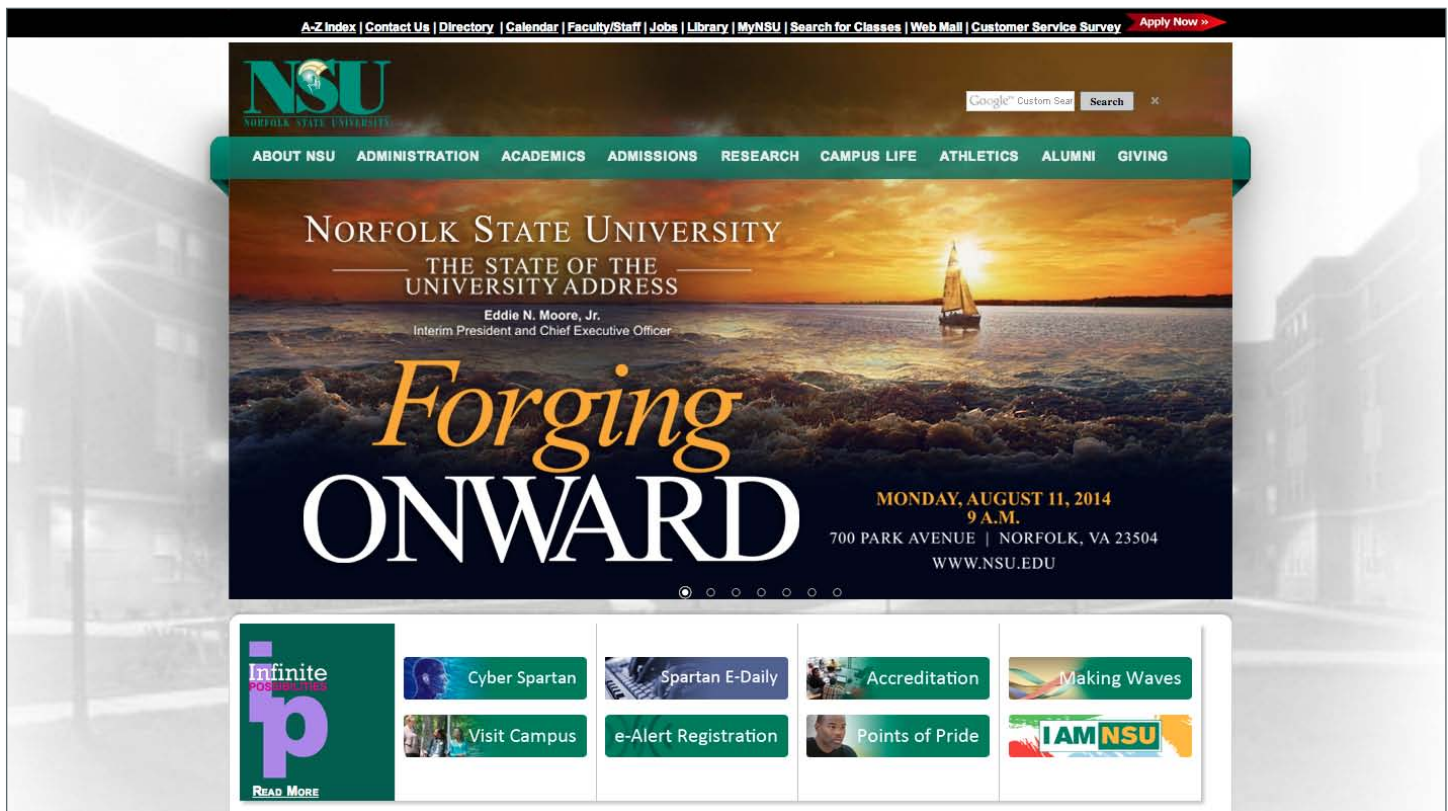 A-Z Index | Contact Us | Directory | Calendar | Faculty/Staff | Jobs | Library | MyNSU | Search for Classes | Web Mail | Customer Service Survey Apply Now »
NSU
NORFOLK STATE UNIVERSITY
Google™ Custom Sear Search ×
ABOUT NSU ADMINISTRATION ACADEMICS ADMISSIONS RESEARCH CAMPUS LIFE ATHLETICS ALUMNI GIVING
NORFOLK STATE UNIVERSITY
THE STATE OF THE
UNIVERSITY ADDRESS
Eddie N. Moore, Jr.
Interim President and Chief Executive Officer
Forging
ONWARD
MONDAY, AUGUST 11, 2014
9 A.M.
700 PARK AVENUE | NORFOLK, VA 23504
WWW.NSU.EDU
Infinite
POSSIBILITIES
ip
READ MORE
Cyber Spartan
Spartan E-Daily
Accreditation
Making Waves
Visit Campus
e-Alert Registration
Points of Pride
I AM NSU